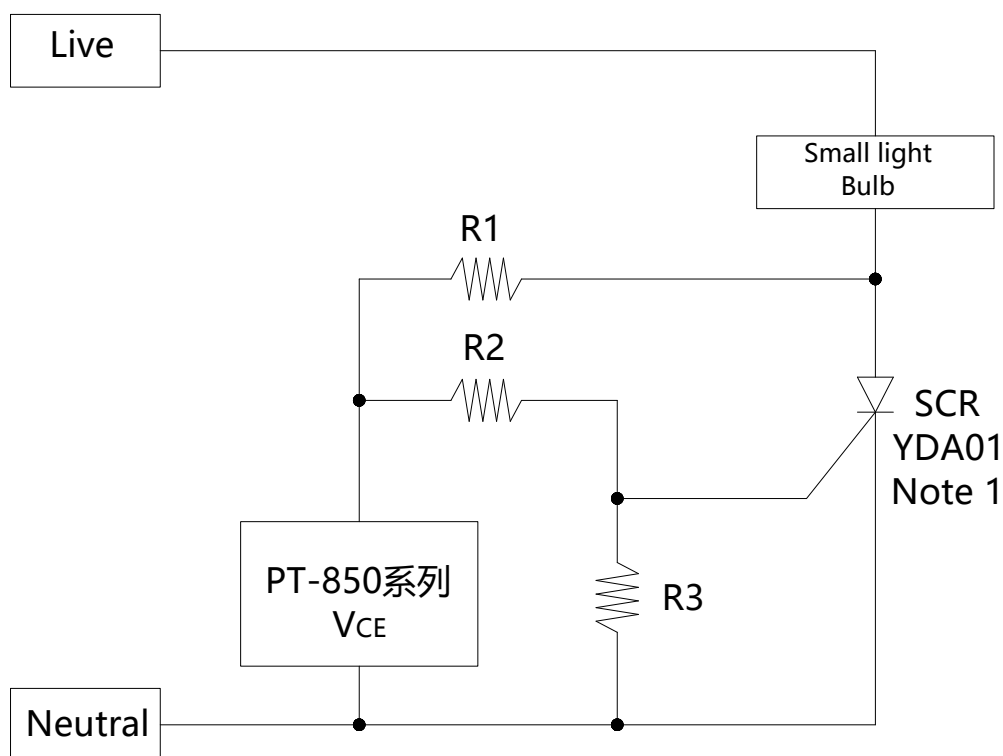 Live
Small light
Bulb
R1
R2
SCR
YDA01
Note 1
PT-850系列
VCE
R3
Neutral